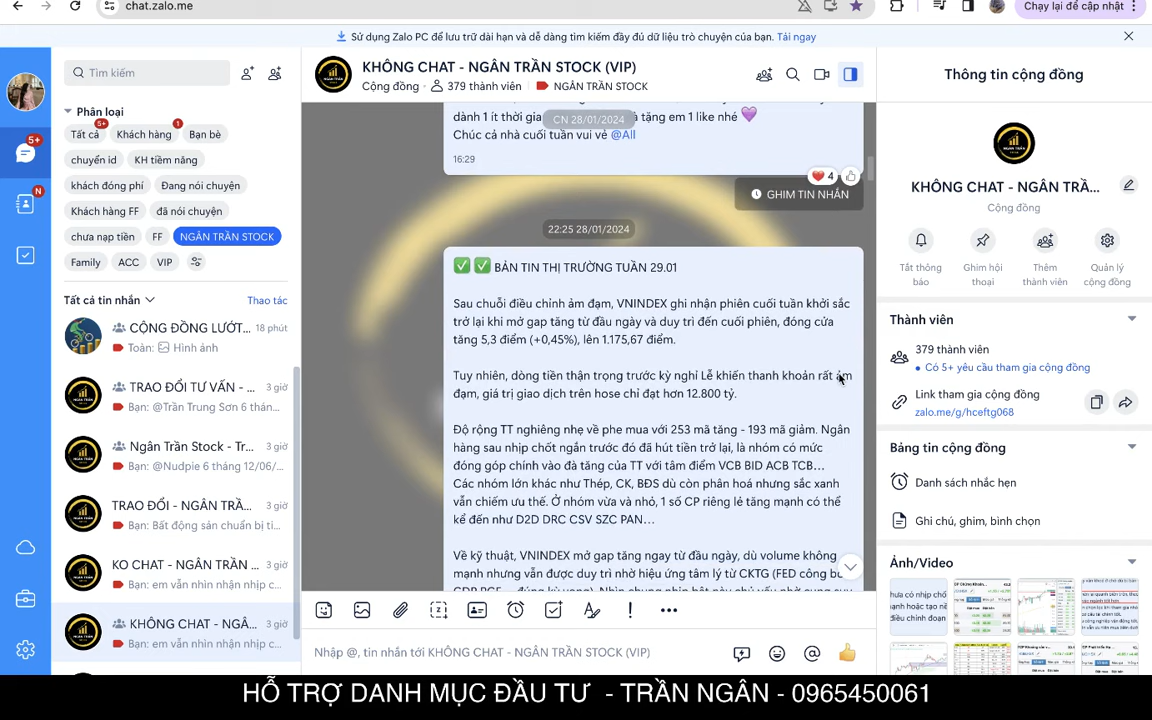 chat.zalo.me
Chạy lại để cập nhật
Sử dụng Zalo PC để lưu trữ dài hạn và dễ dàng tìm kiếm đầy đủ dữ liệu trò chuyện của bạn. Tải ngay
Tìm kiếm
Phân loại
Tất cả 5+ Khách hàng 1 Bạn bè
chuyển id KH tiềm năng
khách đóng phí Đang nói chuyện
Khách hàng FF đã nói chuyện
chưa nạp tiền FF NGÂN TRẦN STOCK
Family ACC VIP
Tất cả tin nhắn Thao tác
CỘNG ĐỒNG LƯỚT... 18 phút
Toàn: Hình ảnh
TRAO ĐỔI TƯ VẤN - ... 3 giờ
Bạn: @Trần Trung Sơn 6 thán...
Ngân Trần Stock - Tr... 3 giờ
Bạn: @Nudpie 6 tháng 12/06/...
TRAO ĐỔI - NGÂN TRẦ... 3 giờ
Bạn: Bất động sản chuẩn bị ti...
KO CHAT - NGÂN TRẦN ... 3 giờ
Bạn: em vẫn nhìn nhận nhịp c...
KHÔNG CHAT - NGÂ... 3 giờ
Bạn: em vẫn nhìn nhận nhịp c...
5+
N
KHÔNG CHAT - NGÂN TRẦN STOCK (VIP)
Cộng đồng 379 thành viên NGÂN TRẦN STOCK
dành 1 ít thời gia tặng em 1 like nhé
CN 28/01/2024
Chúc cả nhà cuối tuần vui vẻ @All
16:29
4
GHIM TIN NHẮN
22:25 28/01/2024
BẢN TIN THỊ TRƯỜNG TUẦN 29.01
Sau chuỗi điều chỉnh ảm đạm, VNINDEX ghi nhận phiên cuối tuần khởi sắc
trở lại khi mở gap tăng từ đầu ngày và duy trì đến cuối phiên, đóng cửa
tăng 5,3 điểm (+0,45%), lên 1.175,67 điểm.
Tuy nhiên, dòng tiền thận trọng trước kỳ nghỉ Lễ khiến thanh khoản rất ảm
đạm, giá trị giao dịch trên hose chỉ đạt hơn 12.800 tỷ.
Độ rộng TT nghiêng nhẹ về phe mua với 253 mã tăng - 193 mã giảm. Ngân
hàng sau nhịp chốt ngắn trước đó đã hút tiền trở lại, là nhóm có mức
đóng góp chính vào đà tăng của TT với tâm điểm VCB BID ACB TCB...
Các nhóm lớn khác như Thép, CK, BĐS dù còn phân hoá nhưng sắc xanh
vẫn chiếm ưu thế. Ở nhóm vừa và nhỏ, 1 số CP riêng lẻ tăng mạnh có thể
kể đến như D2D DRC CSV SZC PAN...
Về kỹ thuật, VNINDEX mở gap tăng ngay từ đầu ngày, dù volume không
mạnh nhưng vẫn được duy trì nhờ hiệu ứng tâm lý từ CKTG (FED công b
Nhập @, tin nhắn tới KHÔNG CHAT - NGÂN TRẦN STOCK (VIP)
Thông tin cộng đồng
KHÔNG CHAT - NGÂN TRẦ...
Cộng đồng
Tắt thông báo
Ghim hội thoại
Thêm thành viên
Quản lý cộng đồng
Thành viên
379 thành viên
Có 5+ yêu cầu tham gia cộng đồng
Link tham gia cộng đồng
zalo.me/g/hceftg068
Bảng tin cộng đồng
Danh sách nhắc hẹn
Ghi chú, ghim, bình chọn
Ảnh/Video
HỖ TRỢ DANH MỤC ĐẦU TƯ - TRẦN NGÂN - 0965450061